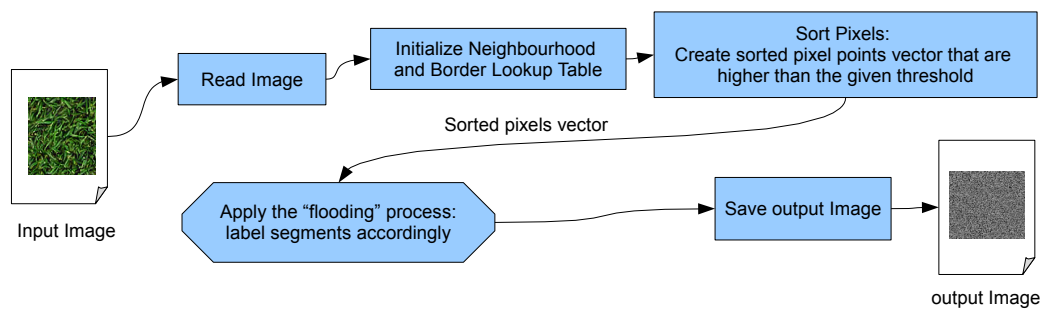 Input Image
Read Image
Initialize Neighbourhood
and Border Lookup Table
Sort Pixels:
Create sorted pixel points vector that are
higher than the given threshold
Sorted pixels vector
Apply the “flooding” process:
label segments accordingly
Save output Image
output Image